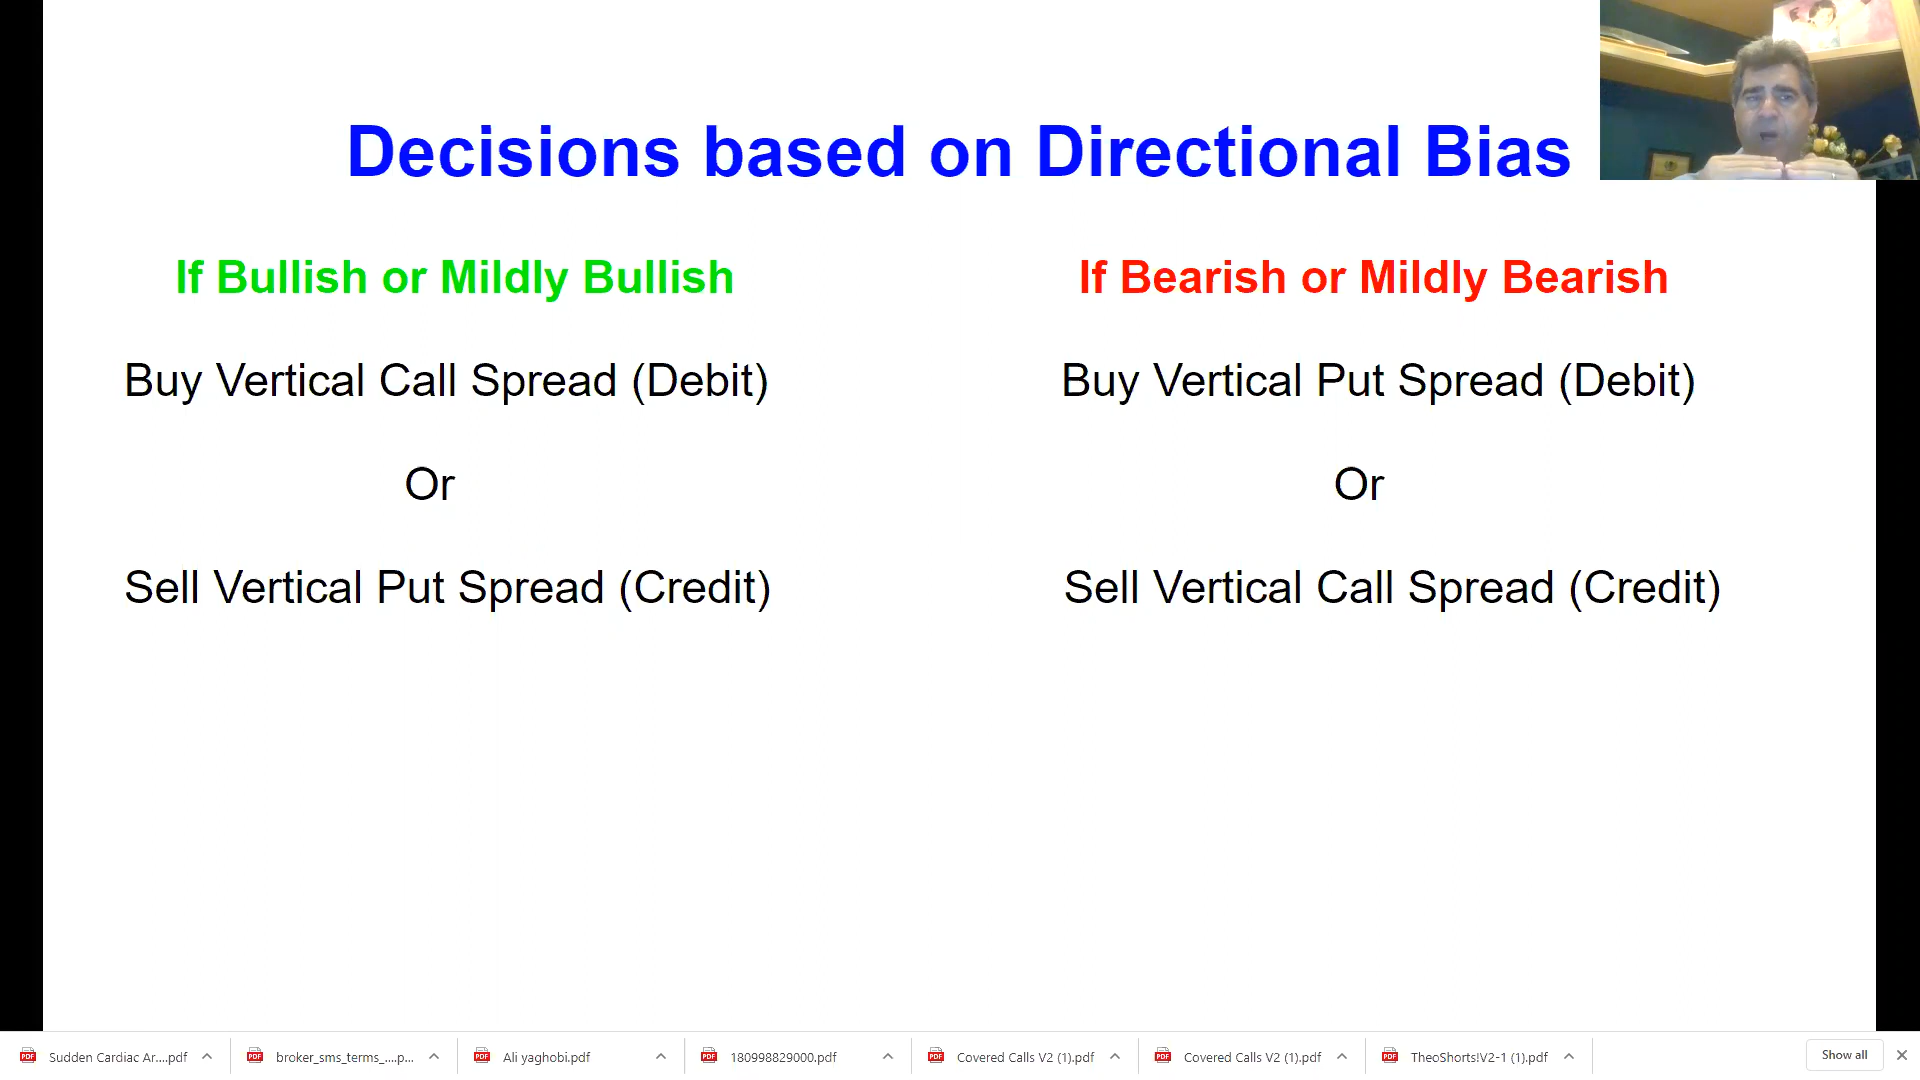 Decisions based on Directional Bias
If Bullish or Mildly Bullish
Buy Vertical Call Spread (Debit)
Or
Sell Vertical Put Spread (Credit)
If Bearish or Mildly Bearish
Buy Vertical Put Spread (Debit)
Or
Sell Vertical Call Spread (Credit)
Sudden Cardiac Ar....pdf
broker_sms_terms_....p...
Ali yaghobi.pdf
180998829000.pdf
Covered Calls V2 (1).pdf
Covered Calls V2 (1).pdf
TheoShorts!V2-1 (1).pdf
Show all